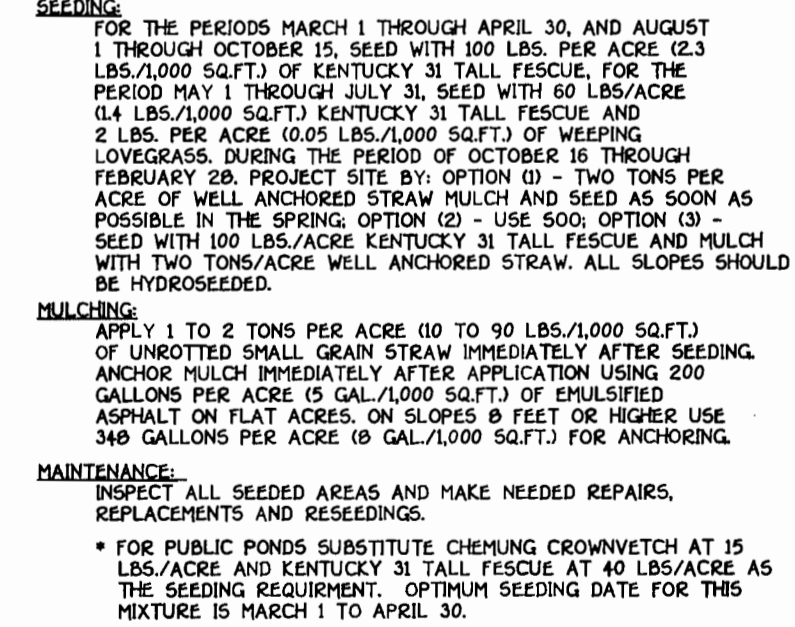 SEEDING:
FOR THE PERIODS MARCH 1 THROUGH APRIL 30, AND AUGUST
1 THROUGH OCTOBER 15, SEED WITH 100 LBS. PER ACRE (2.3
LBS./1,000 SQ.FT.) OF KENTUCKY 31 TALL FESCUE, FOR THE
PERIOD MAY 1 THROUGH JULY 31, SEED WITH 60 LBS/ACRE
(1.4 LBS./1,000 SQ.FT.) KENTUCKY 31 TALL FESCUE AND
2 LBS. PER ACRE (0.05 LBS./1,000 SQ.FT.) OF WEEPING
LOVEGRASS. DURING THE PERIOD OF OCTOBER 16 THROUGH
FEBRUARY 28. PROJECT SITE BY: OPTION (1) - TWO TONS PER
ACRE OF WELL ANCHORED STRAW MULCH AND SEED AS SOON AS
POSSIBLE IN THE SPRING; OPTION (2) - USE SOO; OPTION (3) -
SEED WITH 100 LBS./ACRE KENTUCKY 31 TALL FESCUE AND MULCH
WITH TWO TONS/ACRE WELL ANCHORED STRAW. ALL SLOPES SHOULD
BE HYDROSEEDED.
MULCHING:
APPLY 1 TO 2 TONS PER ACRE (10 TO 90 LBS./1,000 SQ.FT.)
OF UNROTTED SMALL GRAIN STRAW IMMEDIATELY AFTER SEEDING.
ANCHOR MULCH IMMEDIATELY AFTER APPLICATION USING 200
GALLONS PER ACRE (5 GAL./1,000 SQ.FT.) OF EMULSIFIED
ASPHALT ON FLAT ACRES. ON SLOPES 8 FEET OR HIGHER USE
348 GALLONS PER ACRE (8 GAL./1,000 SQ.FT.) FOR ANCHORING.
MAINTENANCE:
INSPECT ALL SEEDED AREAS AND MAKE NEEDED REPAIRS,
REPLACEMENTS AND RESEEDINGS.
* FOR PUBLIC PONDS SUBSTITUTE CHEMUNG CROWNVETCH AT 15
LBS./ACRE AND KENTUCKY 31 TALL FESCUE AT 40 LBS/ACRE AS
THE SEEDING REQUIRMENT. OPTIMUM SEEDING DATE FOR THIS
MIXTURE IS MARCH 1 TO APRIL 30.